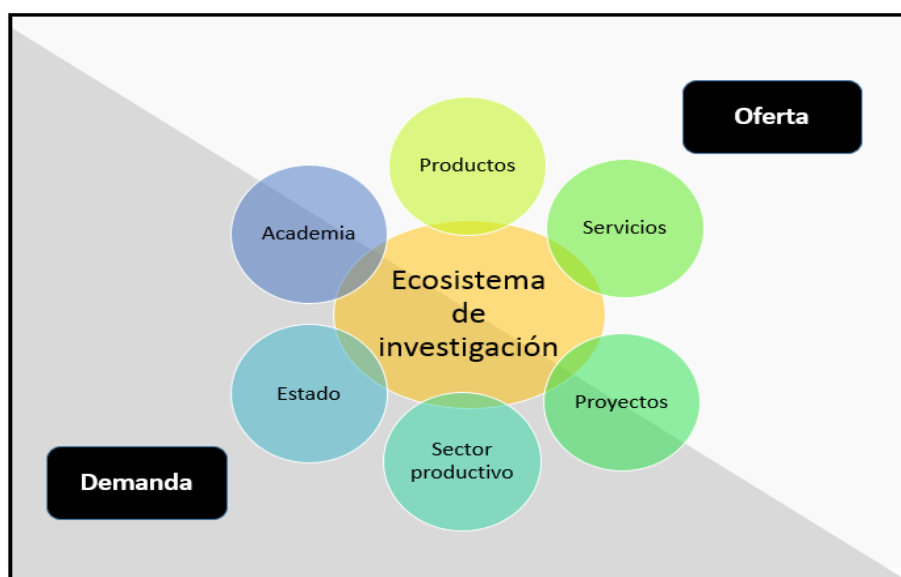 Oferta
Productos
Servicios
Academia
Ecosistema
de
investigación
Estado
Proyectos
Sector
productivo
Demanda